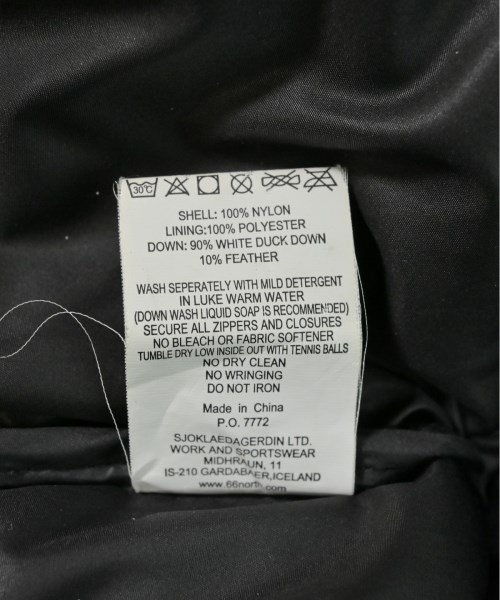 30°C
SHELL: 100% NYLON
LINING:100% POLYESTER
DOWN: 90% WHITE DUCK DOWN
10% FEATHER
WASH SEPERATELY WITH MILD DETERGENT
IN LUKE WARM WATER
(DOWN WASH LIQUID SOAP IS RECOMMENDED)
SECURE ALL ZIPPERS AND CLOSURES
NO BLEACH OR FABRIC SOFTENER
TUMBLE DRY LOW INSIDE OUT WITH TENNIS BALLS
NO DRY CLEAN
NO WRINGING
DO NOT IRON
Made in China
P.O. 7772
SJOKLAEDAGERDIN LTD.
WORK AND SPORTSWEAR
MIDHRAUN, 11
IS-210 GARDABAER,ICELAND
www.66north.com